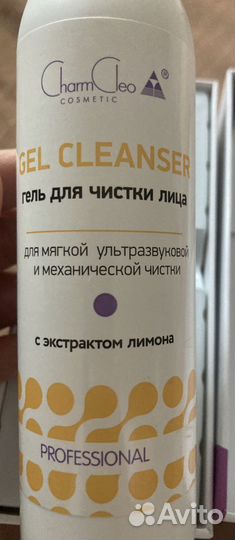 CharmCleo®
COSMETIC
GEL CLEANSER
гель для чистки лица
для мягкой ультразвуковой
и механической чистки
с экстрактом лимона
PROFESSIONAL
Avito